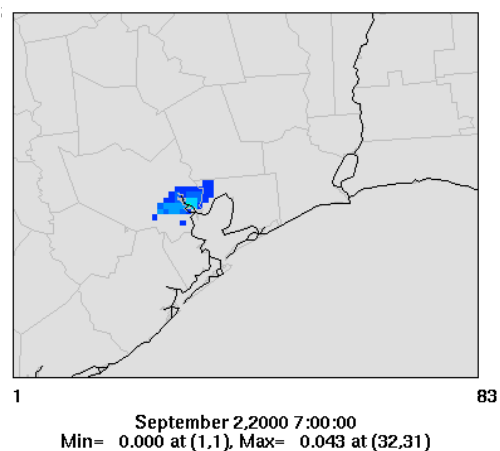 1 83
September 2,2000 7:00:00
Min= 0.000 at (1,1), Max= 0.043 at (32,31)